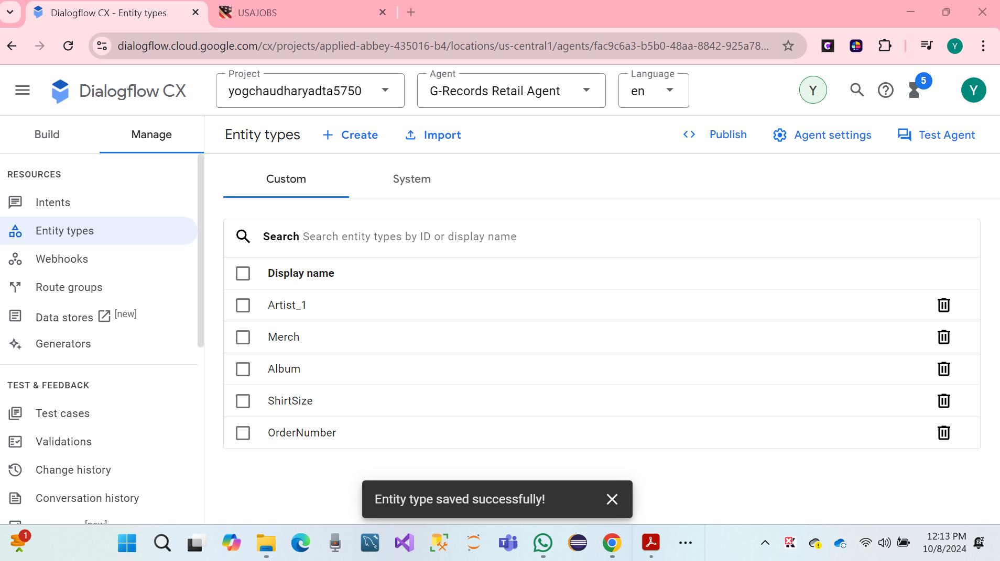 Dialogflow CX - Entity types
USAJOBS
dialogflow.cloud.google.com/cx/projects/applied-abbey-435016-b4/locations/us-central1/agents/fac9c6a3-b5b0-48aa-8842-925a78...
Y
Dialogflow CX
Project
yogchaudharyadta5750
Agent
G-Records Retail Agent
Language
en
Y
5
Y
Build
Manage
Entity types
Create
Import
Publish
Agent settings
Test Agent
RESOURCES
Intents
Entity types
Webhooks
Route groups
Data stores [new]
Generators
TEST & FEEDBACK
Test cases
Validations
Change history
Conversation history
Custom
System
Search Search entity types by ID or display name
Display name
Artist_1
Merch
Album
ShirtSize
OrderNumber
Entity type saved successfully!
1
12:13 PM
10/8/2024